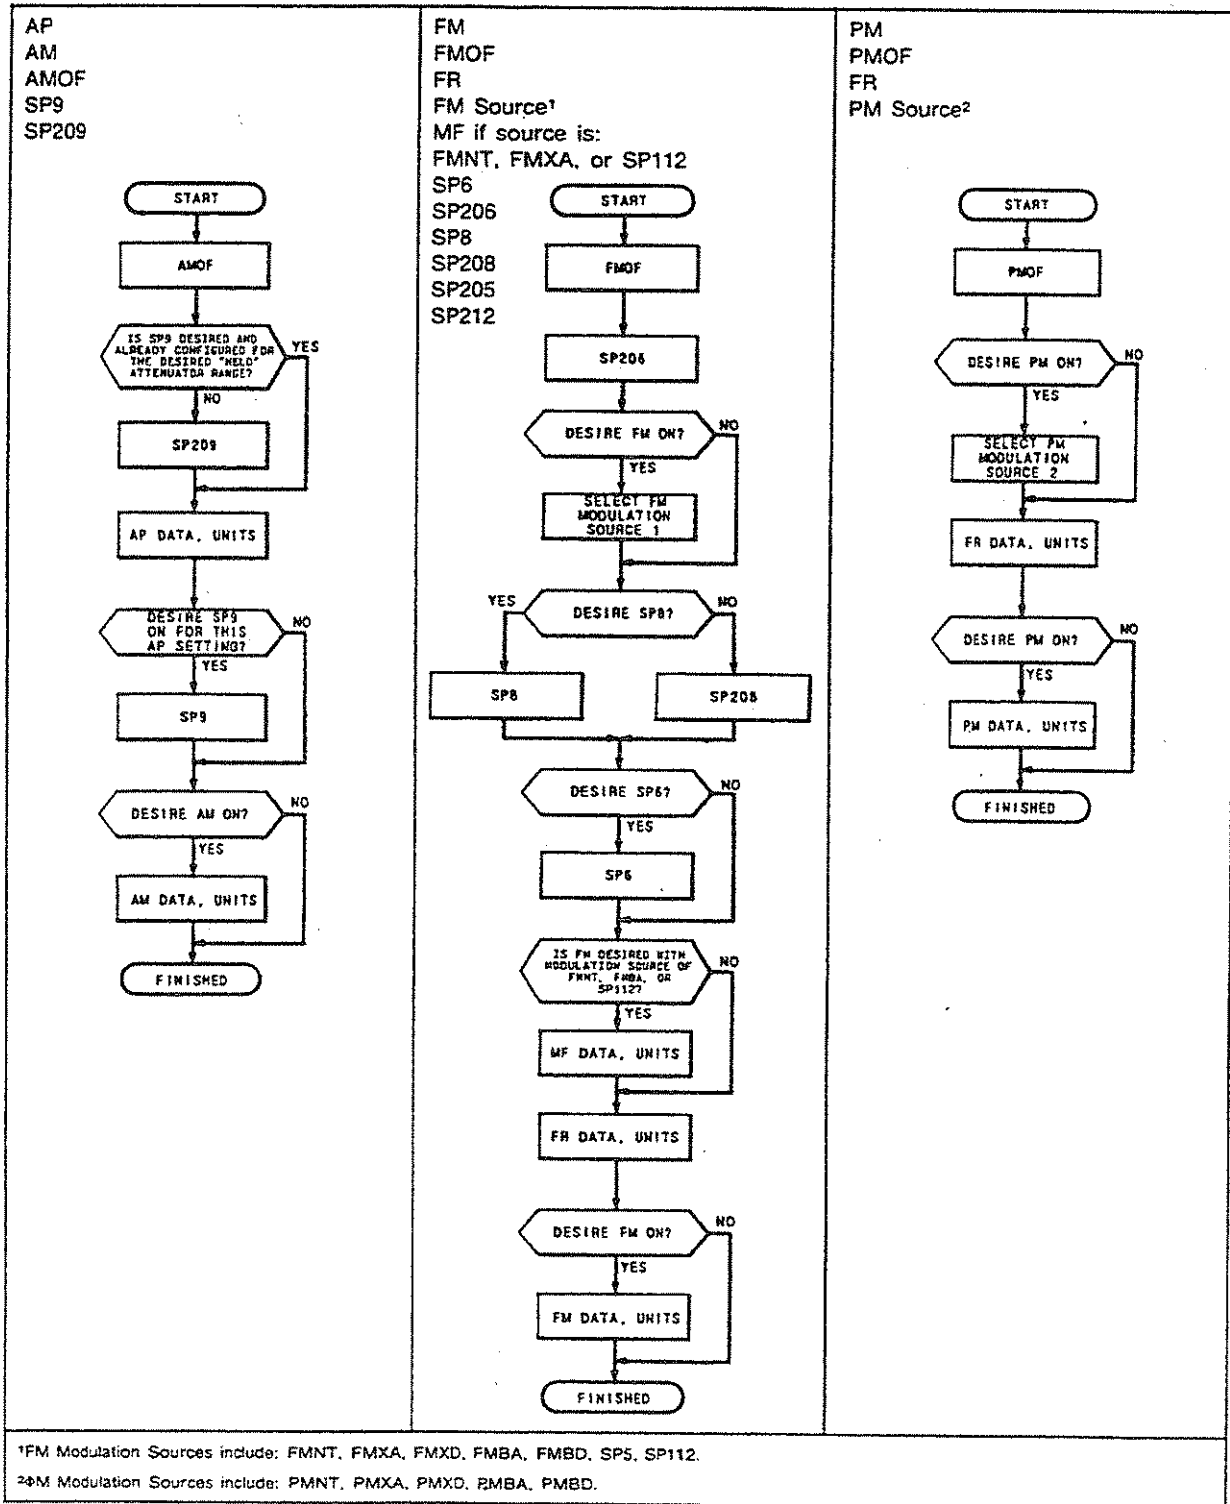 AP
AM
AMOF
SP9
SP209
START
AMOF
IS SP9 DESIRED AND
ALREADY CONFIGURED FOR
THE DESIRED "HELD"
ATTENUATOR RANGE?
YES
NO
SP209
AP DATA, UNITS
DESIRE SP9
ON FOR THIS
AP SETTING?
NO
YES
SP9
DESIRE AM ON?
NO
YES
AM DATA, UNITS
FINISHED
FM
FMOF
FR
FM Source¹
MF if source is:
FMNT, FMXA, or SP112
SP6
SP206
SP8
SP208
SP205
SP212
START
FMOF
SP206
DESIRE FM ON?
NO
YES
SELECT FM
MODULATION
SOURCE 1
YES
DESIRE SP8?
NO
SP8
SP208
DESIRE SP6?
NO
YES
SP6
IS FM DESIRED WITH
MODULATION SOURCE OF
FMNT, FMBA, OR
SP112?
NO
YES
MF DATA, UNITS
FR DATA, UNITS
DESIRE FM ON?
NO
YES
FM DATA, UNITS
FINISHED
PM
PMOF
FR
PM Source²
START
PMOF
DESIRE PM ON?
NO
YES
SELECT PM
MODULATION
SOURCE 2
FR DATA, UNITS
DESIRE PM ON?
NO
YES
PM DATA, UNITS
FINISHED
¹FM Modulation Sources include: FMNT, FMXA, FMXD, FMBA, FMBD, SP5, SP112.
²ΦM Modulation Sources include: PMNT, PMXA, PMXD, PMBA, PMBD.